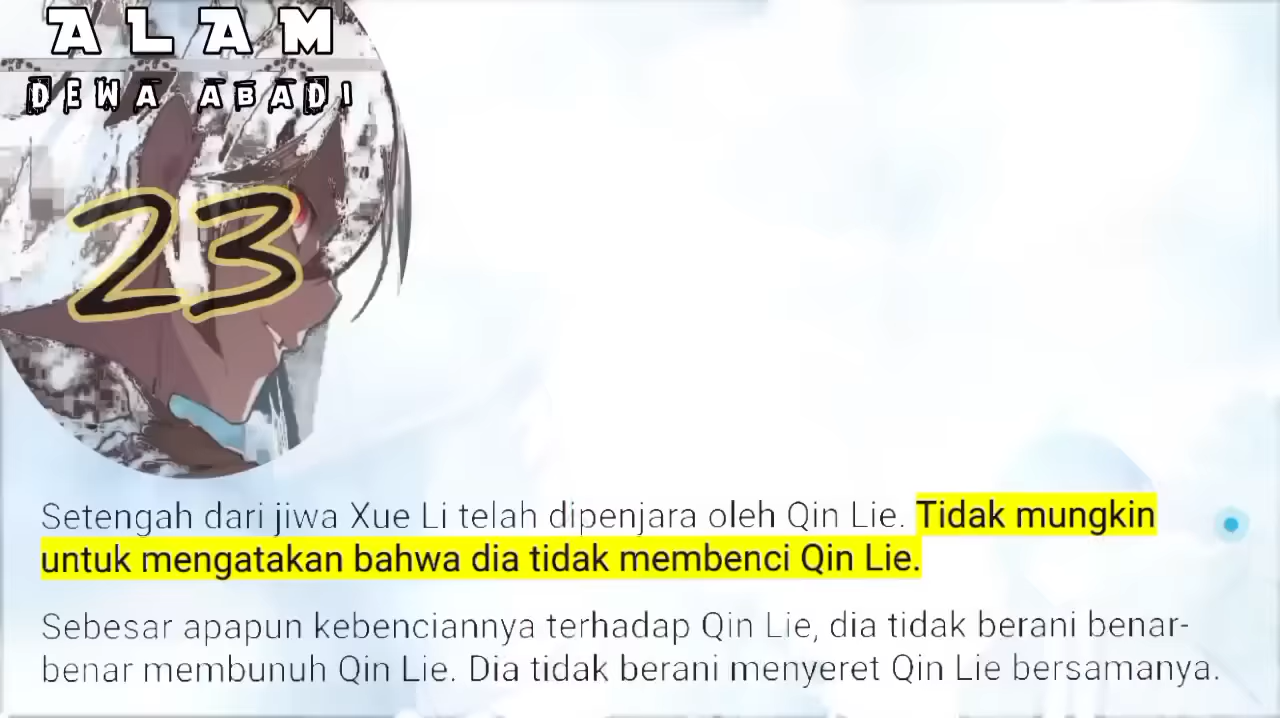 ALAM
DEWA ABADI
23
Setengah dari jiwa Xue Li telah dipenjara oleh Qin Lie. Tidak mungkin
untuk mengatakan bahwa dia tidak membenci Qin Lie.
Sebesar apapun kebenciannya terhadap Qin Lie, dia tidak berani benar-
benar membunuh Qin Lie. Dia tidak berani menyeret Qin Lie bersamanya.